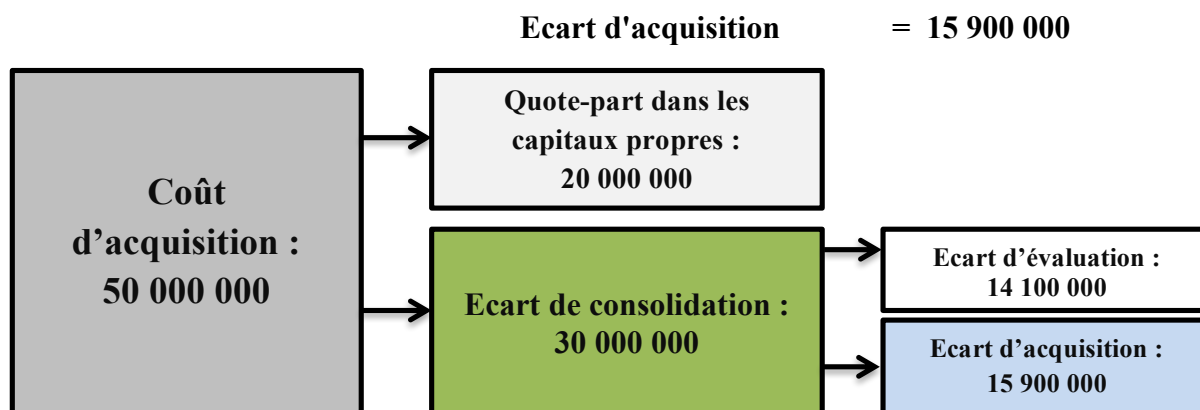 Ecart d'acquisition = 15 900 000
Coût
d’acquisition :
50 000 000
Quote-part dans les
capitaux propres :
20 000 000
Ecart de consolidation :
30 000 000
Ecart d’évaluation :
14 100 000
Ecart d’acquisition :
15 900 000